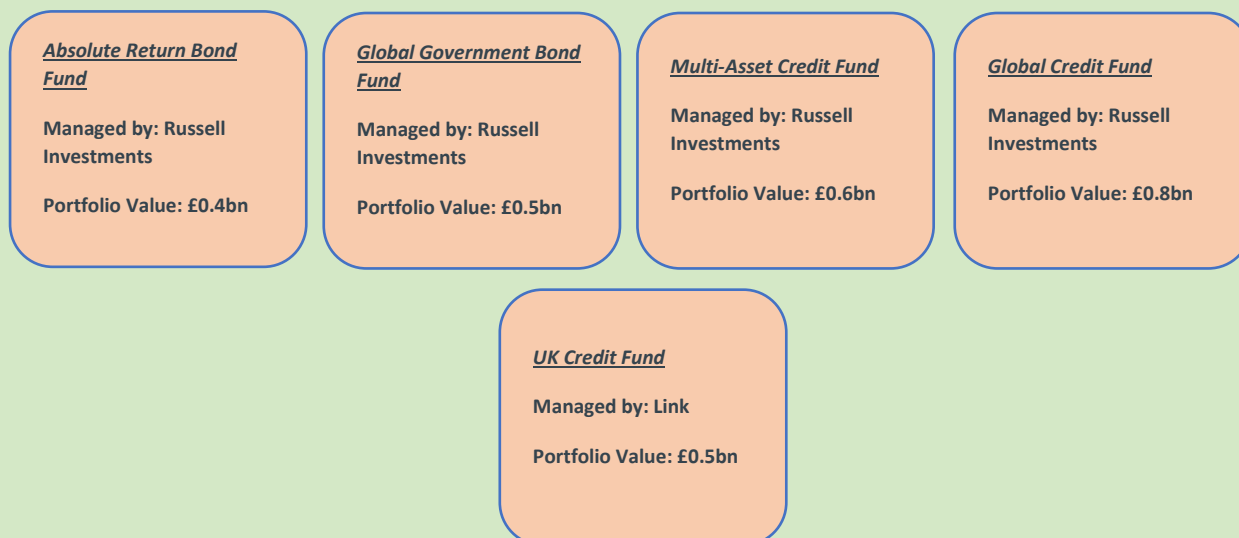 Absolute Return Bond
Fund
Managed by: Russell
Investments
Portfolio Value: £0.4bn
Global Government Bond
Fund
Managed by: Russell
Investments
Portfolio Value: £0.5bn
Multi-Asset Credit Fund
Managed by: Russell
Investments
Portfolio Value: £0.6bn
Global Credit Fund
Managed by: Russell
Investments
Portfolio Value: £0.8bn
UK Credit Fund
Managed by: Link
Portfolio Value: £0.5bn